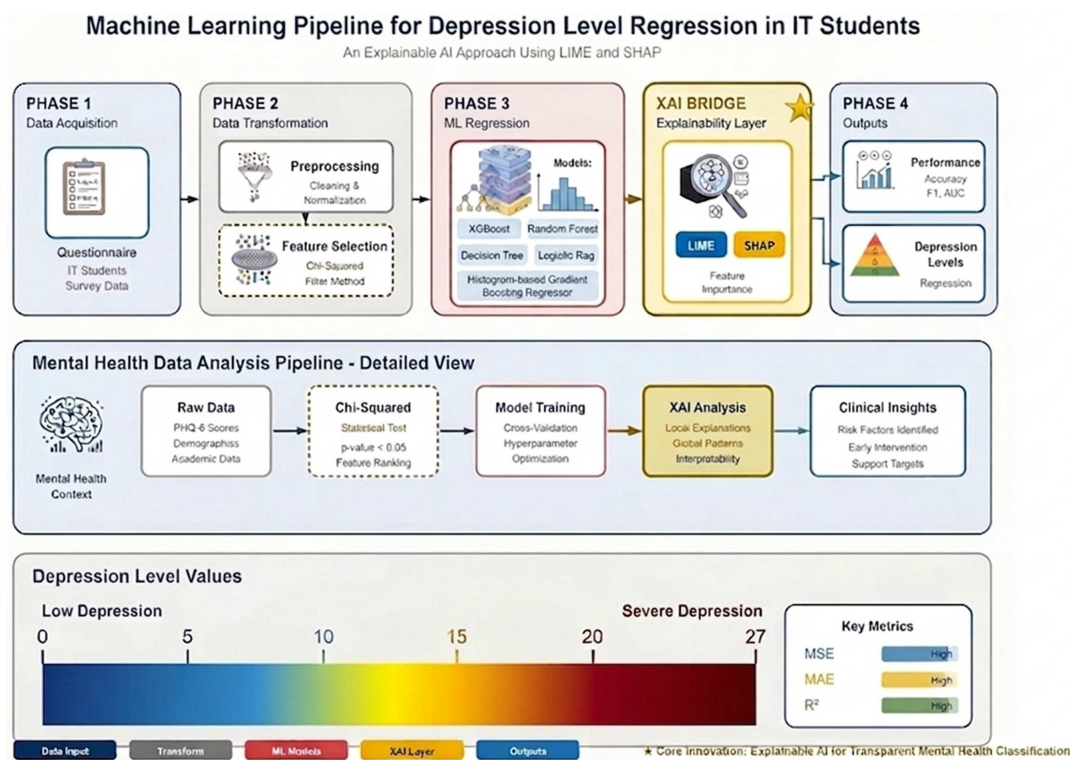 Machine Learning Pipeline for Depression Level Regression in IT Students
An Explainable AI Approach Using LIME and SHAP
PHASE 1
Data Acquisition
Questionnaire
IT Students
Survey Data
PHASE 2
Data Transformation
Preprocessing
Cleaning &
Normalization
Feature Selection
Chi-Squared
Filter Method
PHASE 3
ML Regression
Models:
XGBoost
Random Forest
Decision Tree
Logistic Rag
Histogram-based Gradient
Boosting Regressor
XAI BRIDGE
Explainability Layer
LIME
SHAP
Feature
Importance
PHASE 4
Outputs
Performance
Accuracy
F1, AUC
Depression
Levels
Regression
Mental Health Data Analysis Pipeline - Detailed View
Mental Health
Context
Raw Data
PHQ-6 Scores
Demographiss
Academic Data
Chi-Squared
Test
p-value < 0.05
Feature Ranking
Model Training
Cross-Validation
Hyperparameter
Optimization
XAI Analysis
Local Explanations
Global Patterns
Interprotability
Clinical Insights
Risk Factors Identified
Early Intervention
Support Targets
Depression Level Values
Low Depression
Severe Depression
0 5 10 15 20 27
Key Metrics
MSE High
MAE High
R² High
Data Input
Transform
ML Models
XAI Layer
Outputs
★ Core Innovation: Explainable AI for Transparent Mental Health Classification